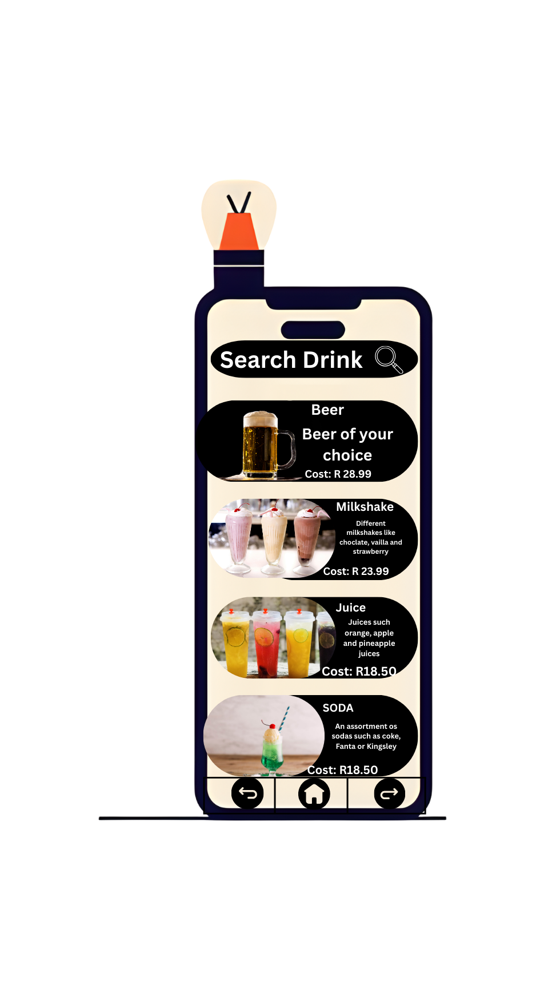 Search Drink
Beer
Beer of your
choice
Cost: R 28.99
Milkshake
Different
milkshakes like
choclate, vailla and
strawberry
Cost: R 23.99
Juice
Juices such
orange, apple
and pineapple
juices
Cost: R18.50
SODA
An assortment os
sodas such as coke,
Fanta or Kingsley
Cost: R18.50